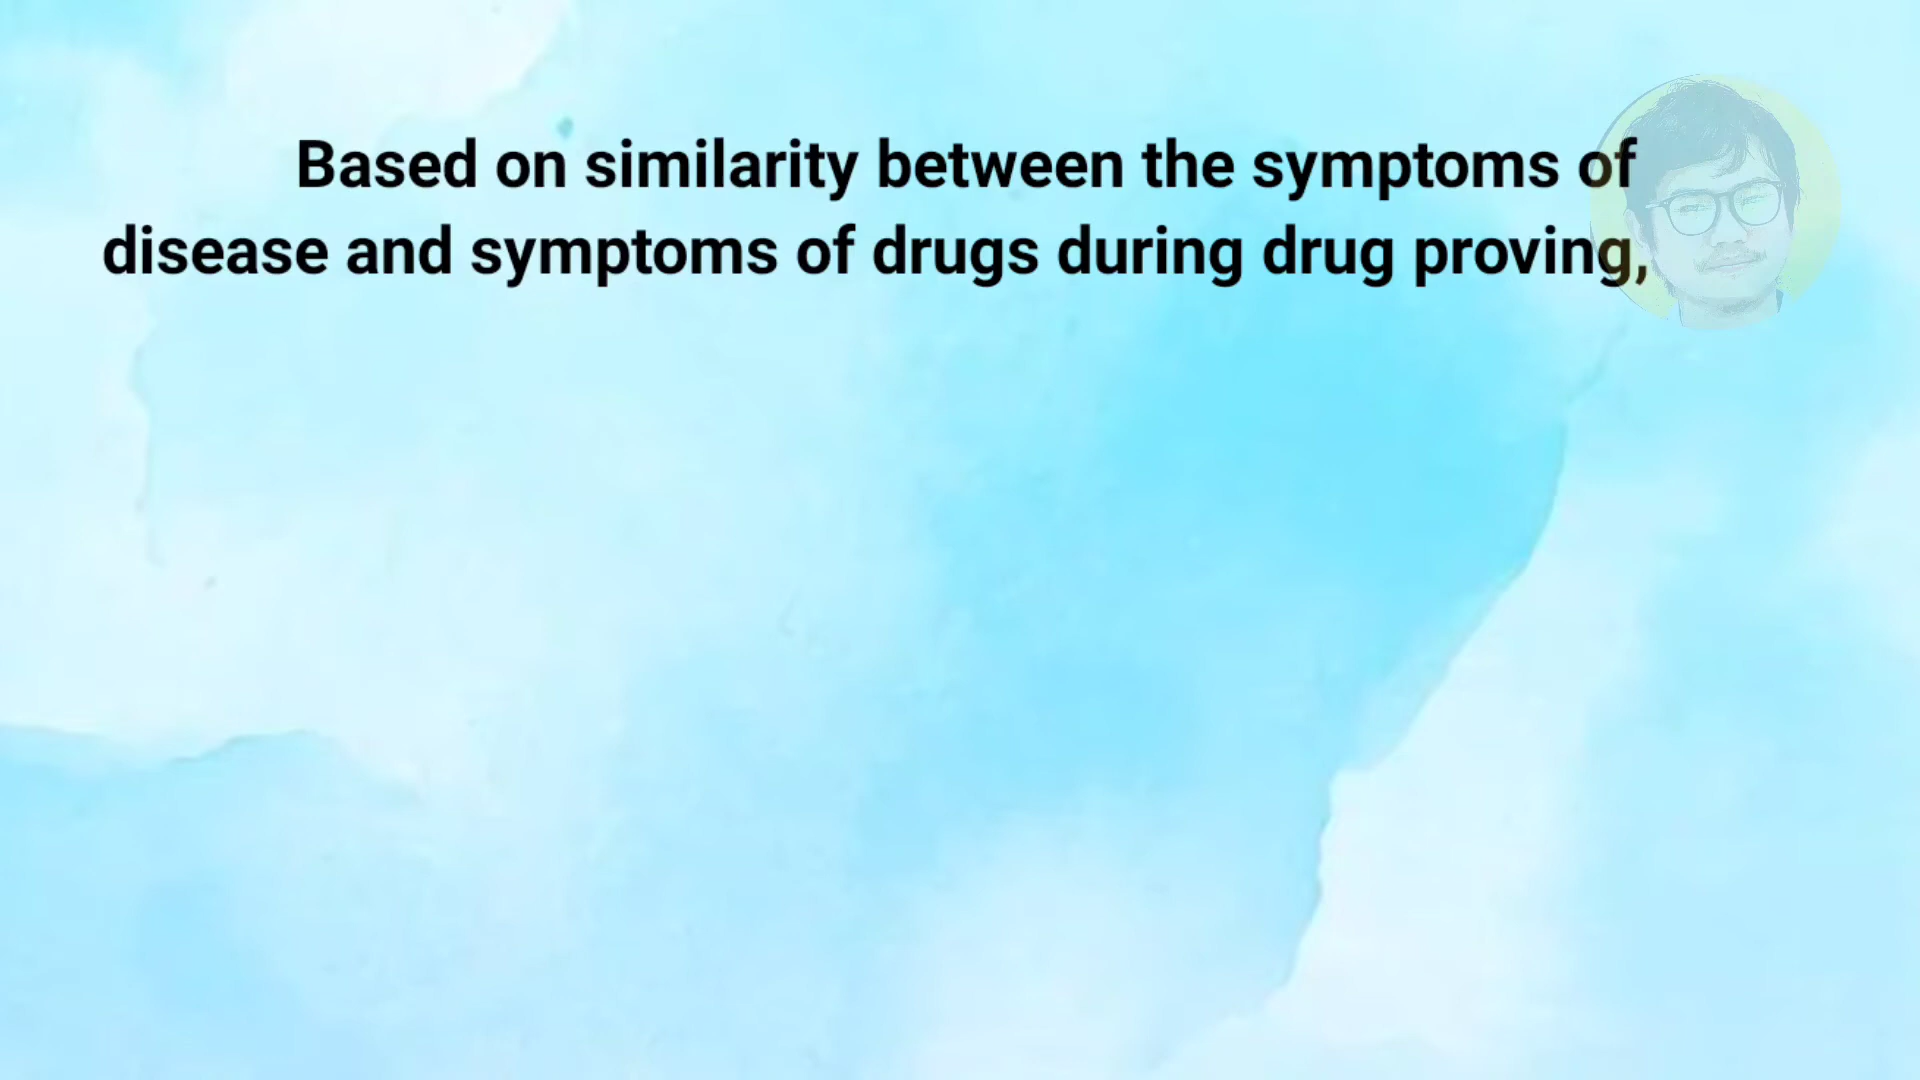 Based on similarity between the symptoms of
disease and symptoms of drugs during drug proving,